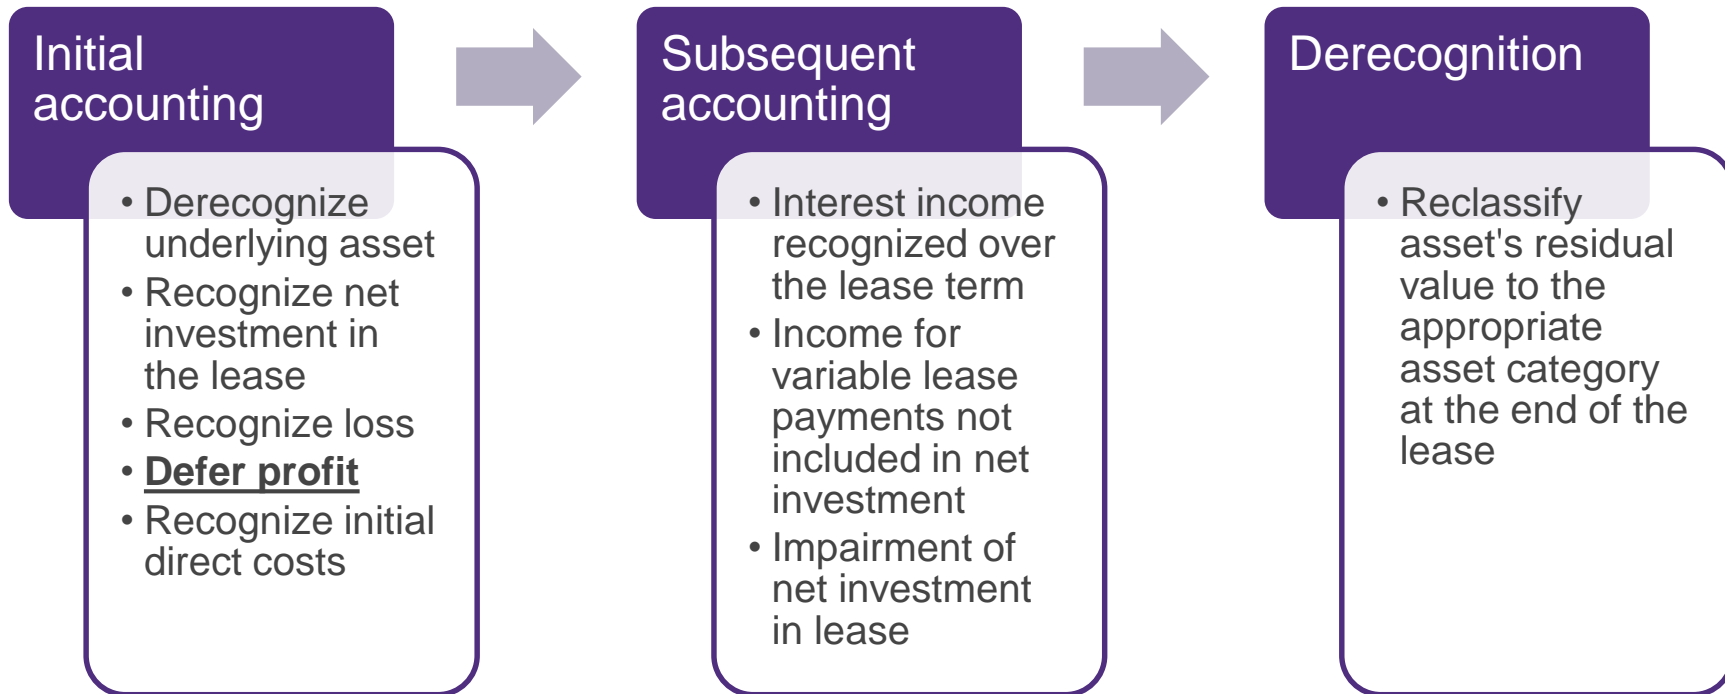 Initial
accounting
• Derecognize
underlying asset
• Recognize net
investment in
the lease
• Recognize loss
• Defer profit
• Recognize initial
direct costs
Subsequent
accounting
• Interest income
recognized over
the lease term
• Income for
variable lease
payments not
included in net
investment
• Impairment of
net investment
in lease
Derecognition
• Reclassify
asset's residual
value to the
appropriate
asset category
at the end of the
lease